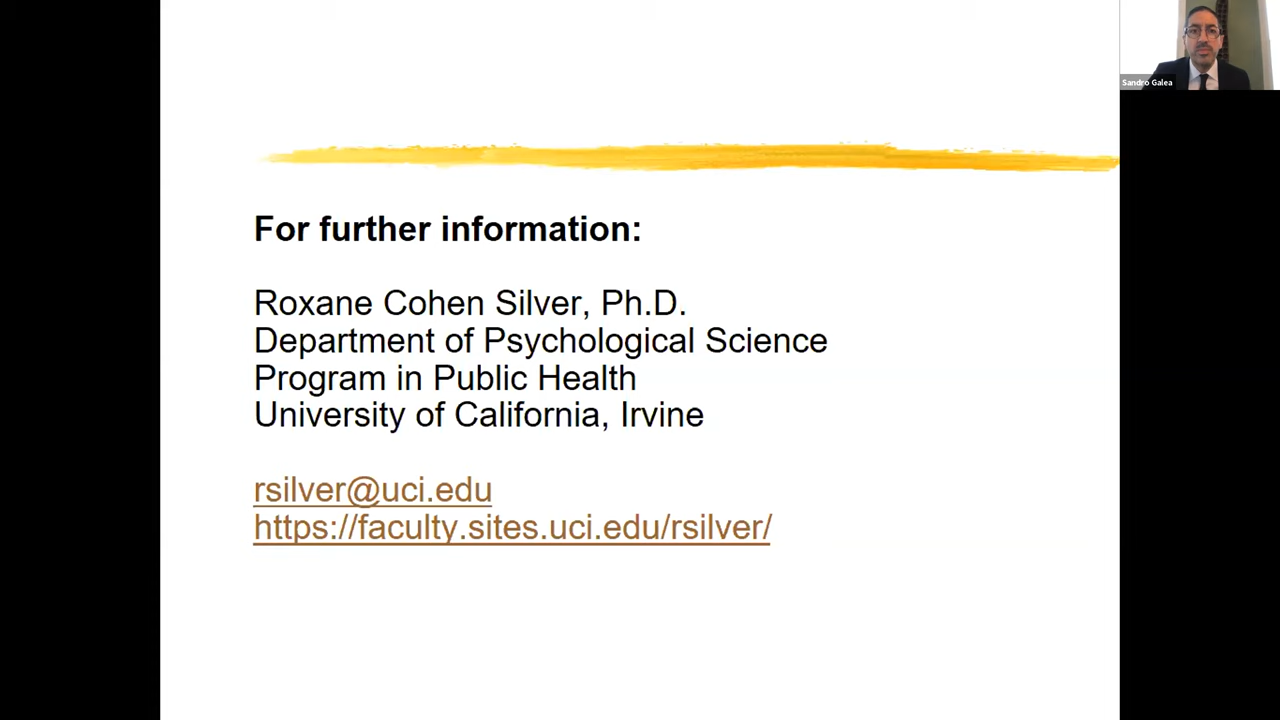 Sandro Galea
For further information:
Roxane Cohen Silver, Ph.D.
Department of Psychological Science
Program in Public Health
University of California, Irvine
rsilver@uci.edu
https://faculty.sites.uci.edu/rsilver/